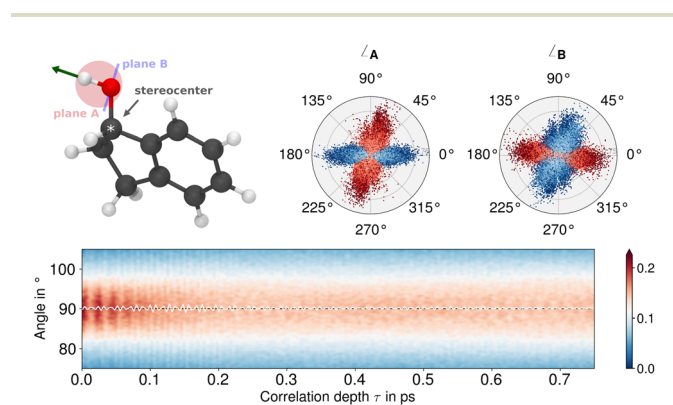 plane B
stereocenter
plane A
*
∠A
90°
135°
45°
180°
0°
225°
315°
270°
∠B
90°
135°
45°
180°
0°
225°
315°
270°
Angle in °
100
90
80
0.0 0.1 0.2 0.3 0.4 0.5 0.6 0.7
Correlation depth τ in ps
0.2
0.1
0.0